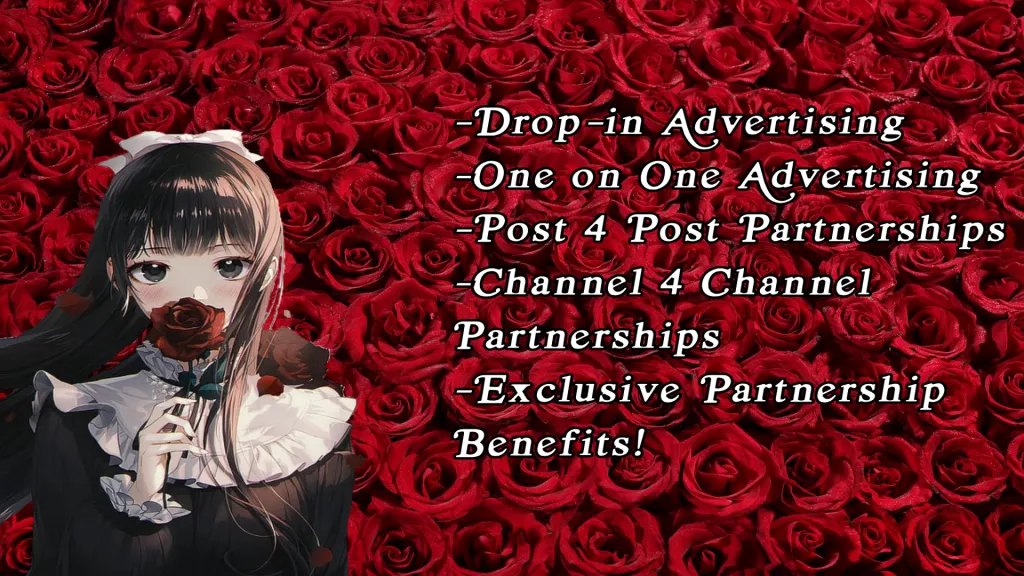 -Drop-in Advertising
-One on One Advertising
-Post 4 Post Partnerships
-Channel 4 Channel
Partnerships
-Exclusive Partnership
Benefits!